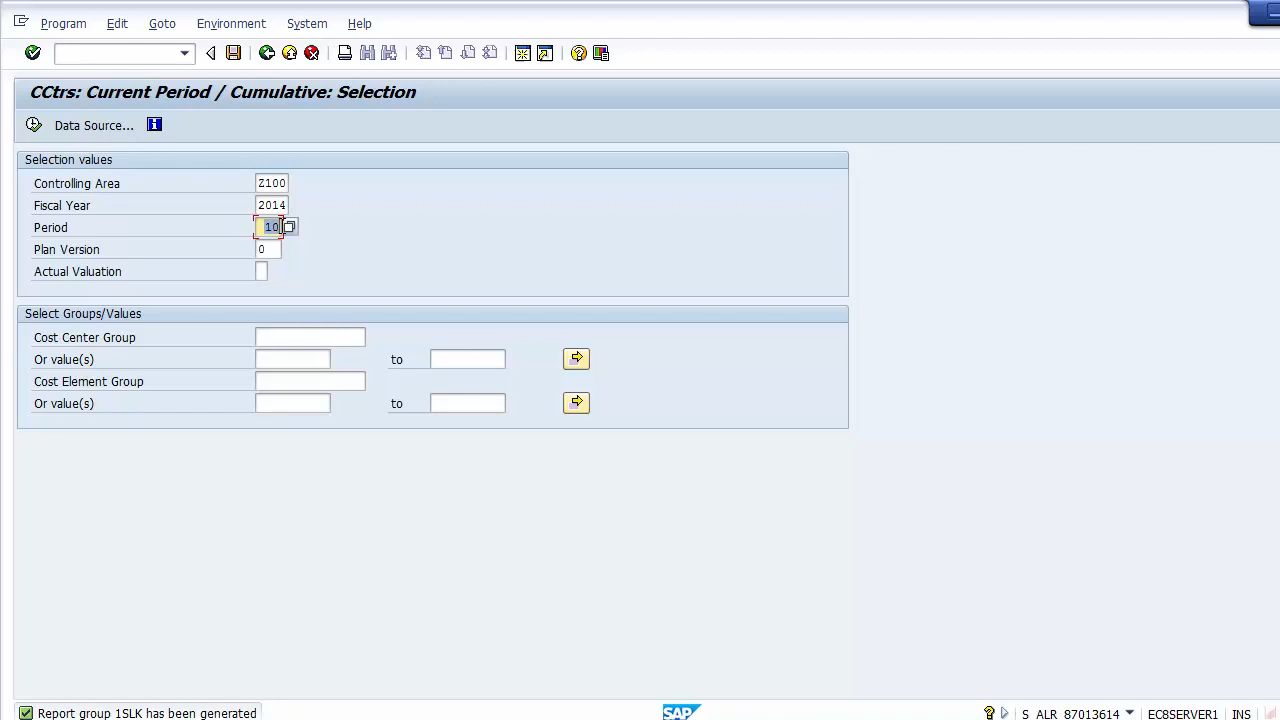 Program Edit Goto Environment System Help
CCtrs: Current Period / Cumulative: Selection
Data Source...
Selection values
Controlling Area Z100
Fiscal Year 2014
Period 10
Plan Version 0
Actual Valuation
Select Groups/Values
Cost Center Group
Or value(s) to
Cost Element Group
Or value(s) to
Report group 1SLK has been generated SAP S_ALR_87013614 EC8SERVER1 INS